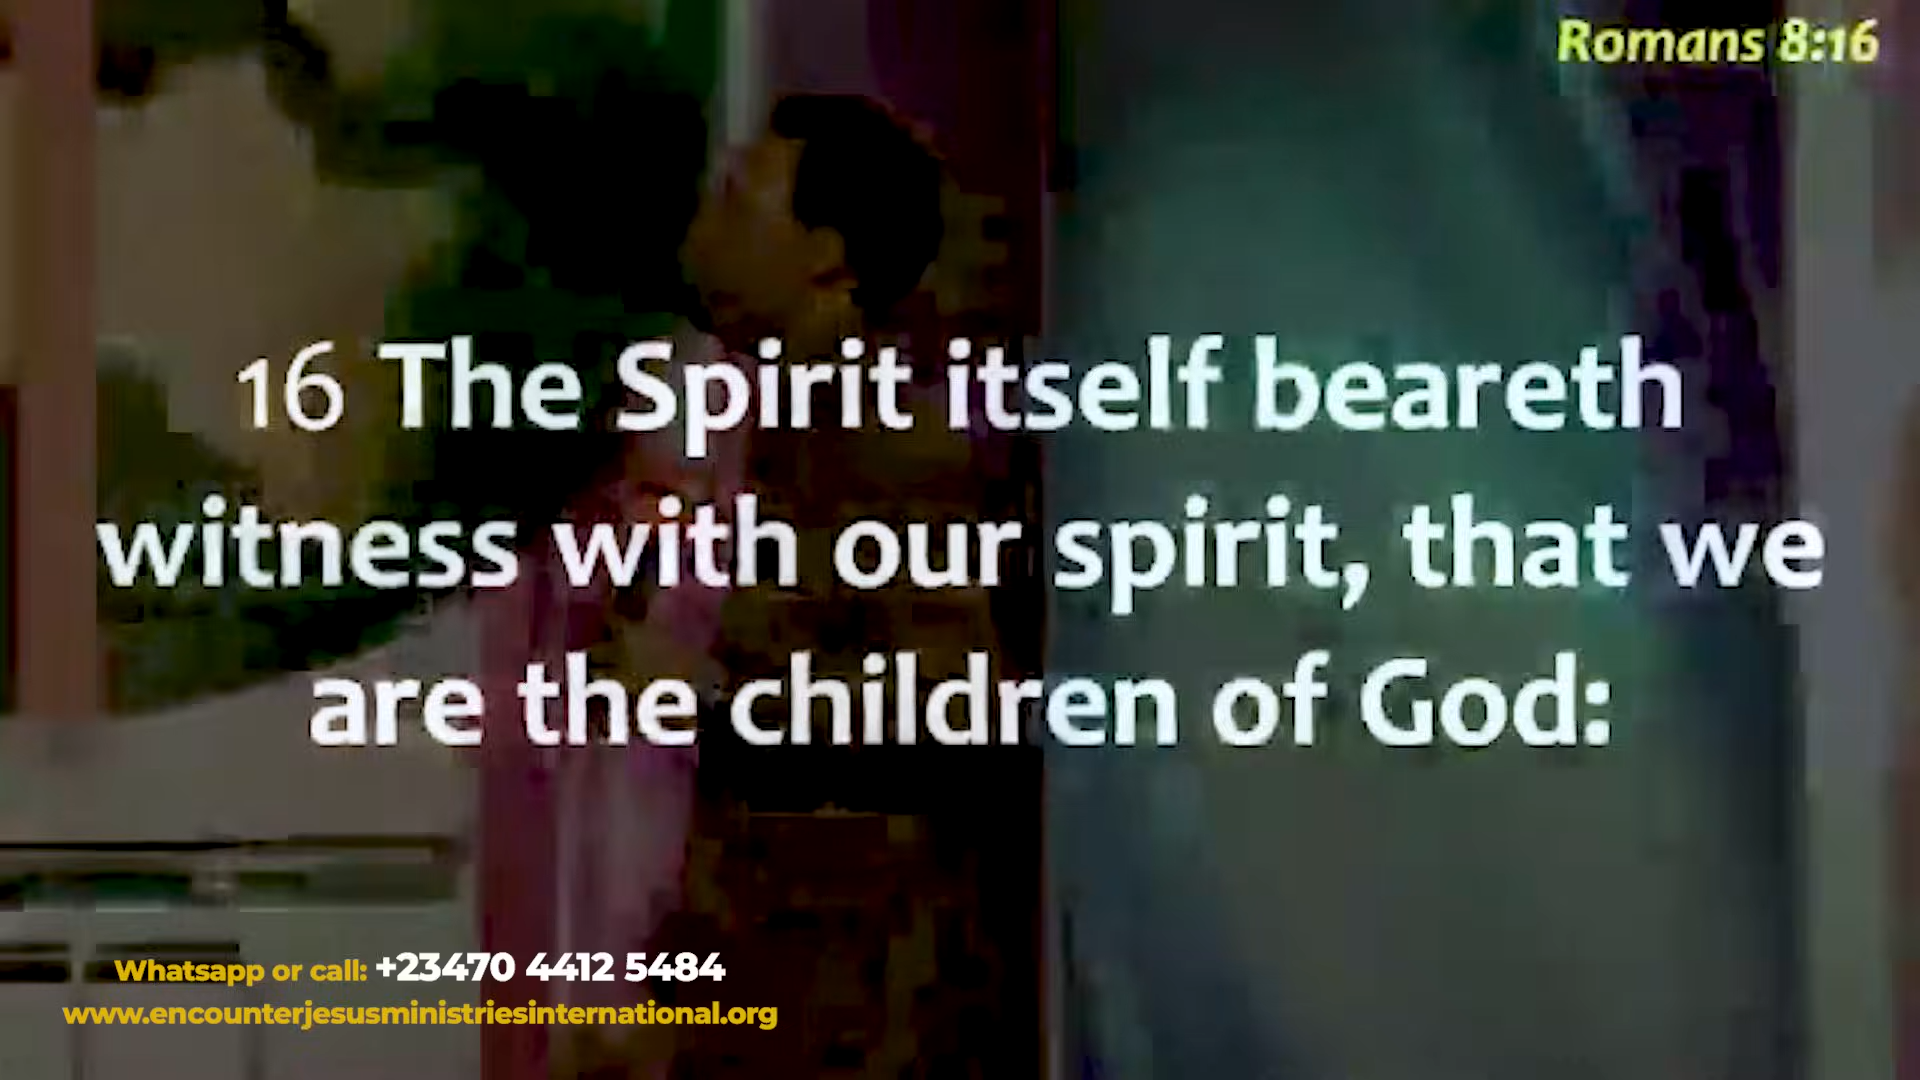 Romans 8:16
16 The Spirit itself beareth
witness with our spirit, that we
are the children of God:
Whatsapp or call: +23470 4412 5484
www.encounterjesusministriesinternational.org